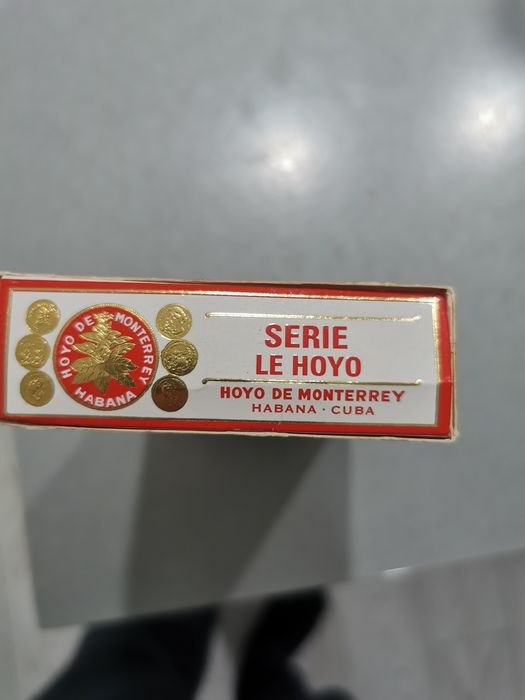 HOYO DE MONTERREY
HABANA
SERIE
LE HOYO
HOYO DE MONTERREY
HABANA · CUBA